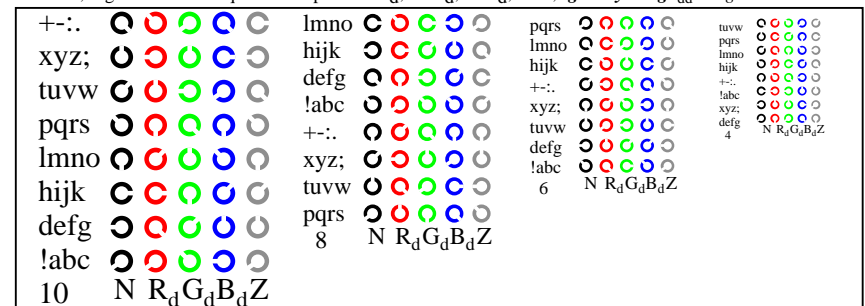 +-:.
xyz;
tuvw
pqrs
lmno
hijk
defg
!abc
10 N RdGdBdZ
lmno
hijk
defg
!abc
+-:.
xyz;
tuvw
pqrs
8 N RdGdBdZ
pqrs
lmno
hijk
+-:.
xyz;
tuvw
defg
!abc
6 N RdGdBdZ
tuvw
pqrs
lmno
hijk
+-:.
!abc
xyz;
defg
4 N RdGdBdZ